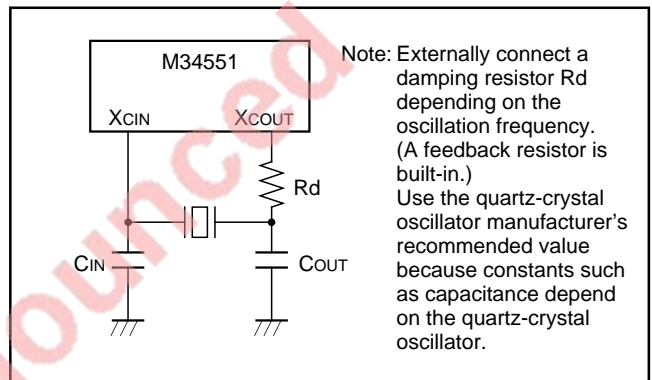 M34551
XCIN
XCOUT
Rd
CIN
COUT
Note: Externally connect a
damping resistor Rd
depending on the
oscillation frequency.
(A feedback resistor is
built-in.)
Use the quartz-crystal
oscillator manufacturer's
recommended value
because constants such
as capacitance depend
on the quartz-crystal
oscillator.
ounced